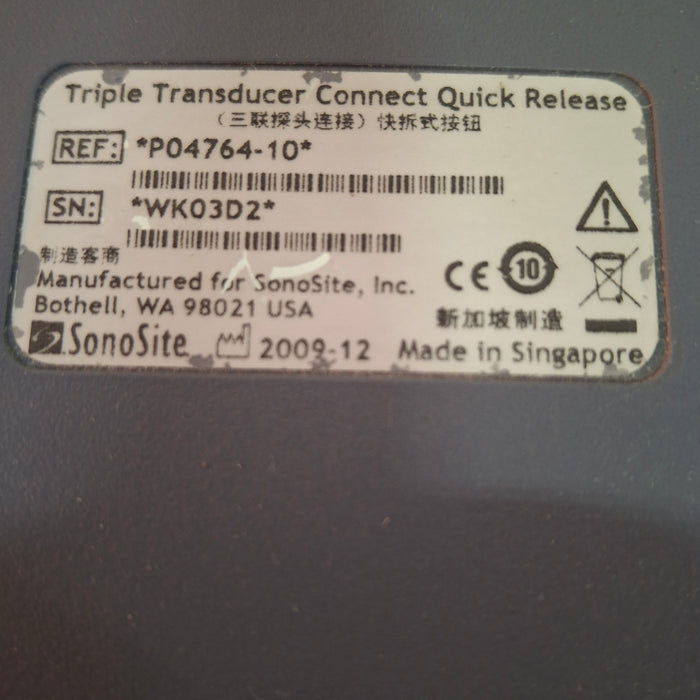 Triple Transducer Connect Quick Release
(三联探头连接) 快拆式按钮
REF: *P04764-10*
SN: *WK03D2*
制造客商
Manufactured for SonoSite, Inc.
Bothell, WA 98021 USA
CE 10
新加坡制造
SonoSite 2009-12 Made in Singapore